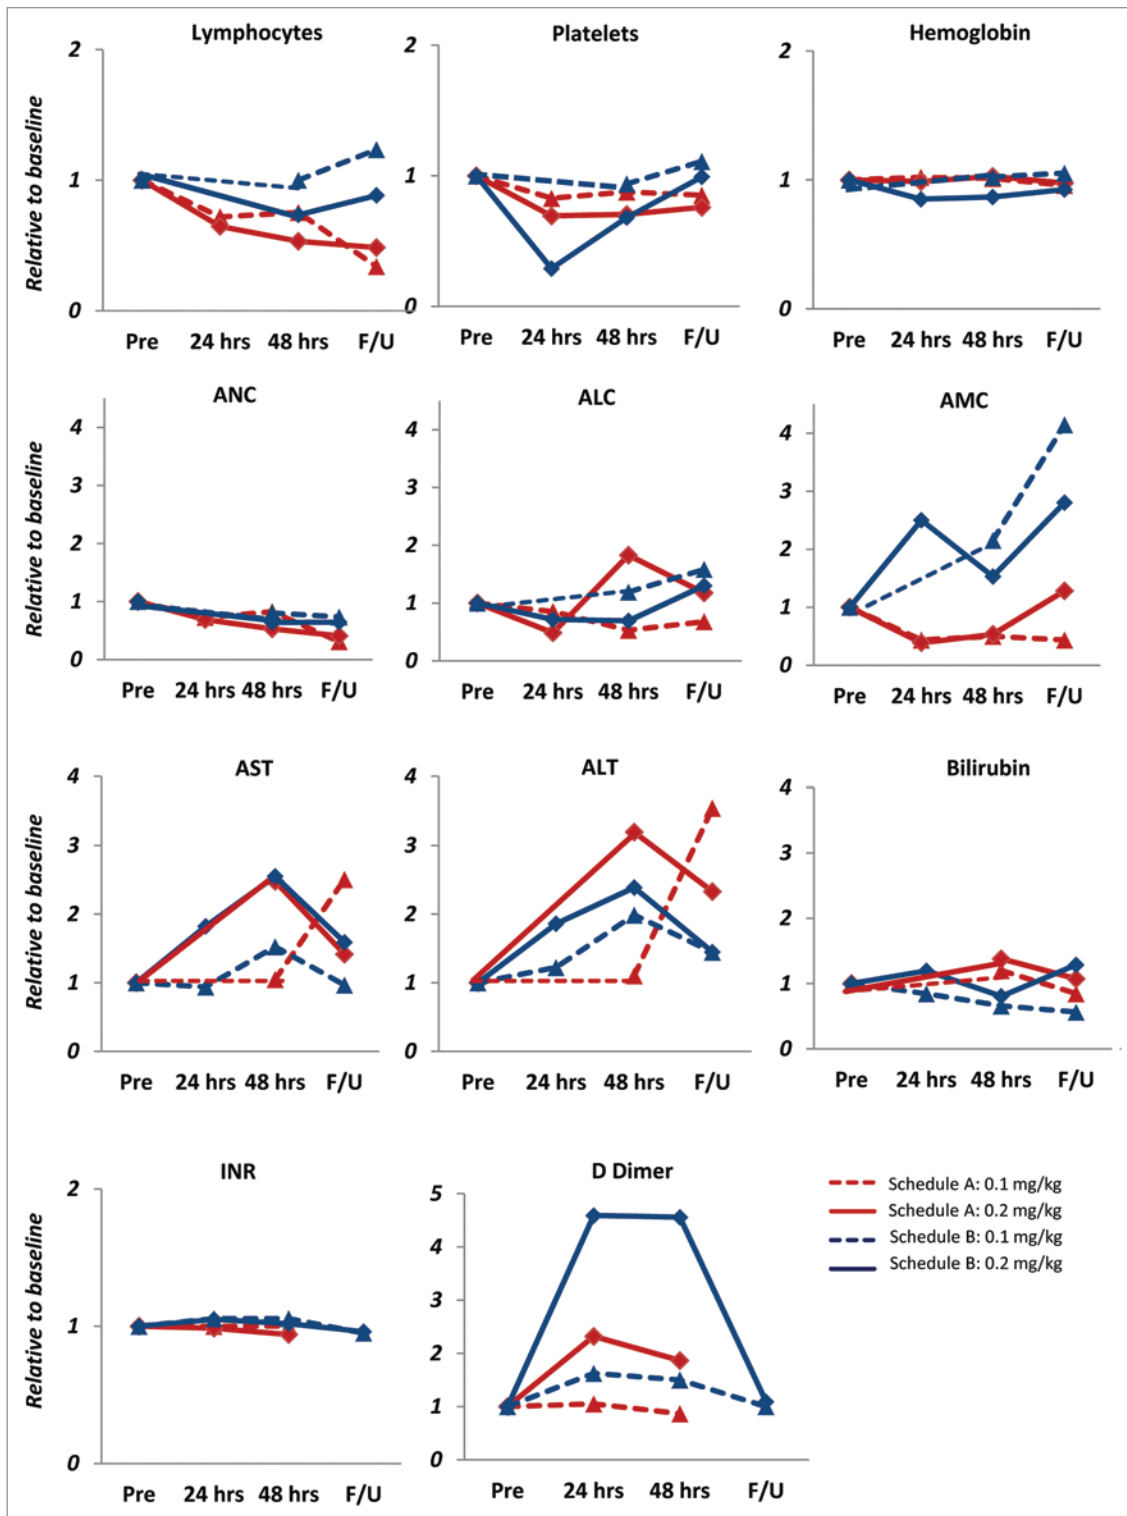 Lymphocytes
Platelets
Hemoglobin
Relative to baseline
2
1
0
2
1
0
2
1
0
Pre 24 hrs 48 hrs F/U
Pre 24 hrs 48 hrs F/U
Pre 24 hrs 48 hrs F/U
ANC
ALC
AMC
Relative to baseline
4
3
2
1
0
4
3
2
1
0
4
3
2
1
0
Pre 24 hrs 48 hrs F/U
Pre 24 hrs 48 hrs F/U
Pre 24 hrs 48 hrs F/U
AST
ALT
Bilirubin
Relative to baseline
4
3
2
1
0
4
3
2
1
0
4
3
2
1
0
Pre 24 hrs 48 hrs F/U
Pre 24 hrs 48 hrs F/U
Pre 24 hrs 48 hrs F/U
INR
D Dimer
Relative to baseline
2
1
0
5
4
3
2
1
0
Pre 24 hrs 48 hrs F/U
Pre 24 hrs 48 hrs F/U
Schedule A: 0.1 mg/kg
Schedule A: 0.2 mg/kg
Schedule B: 0.1 mg/kg
Schedule B: 0.2 mg/kg